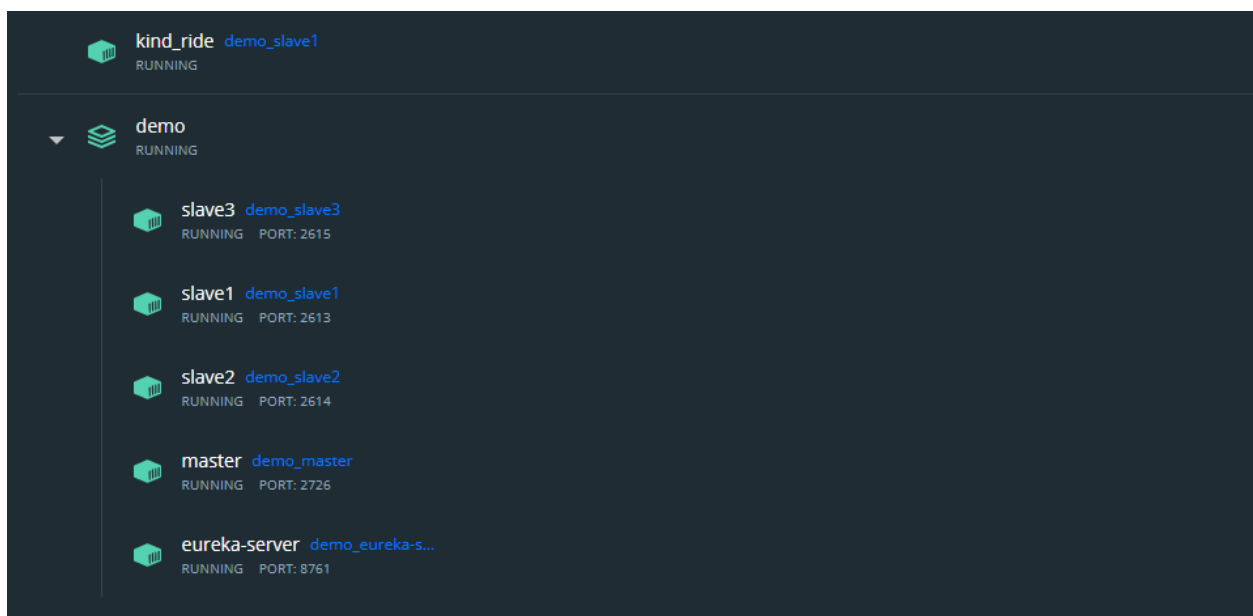 kind_ride demo_slave1
RUNNING
demo
RUNNING
slave3 demo_slave3
RUNNING PORT: 2615
slave1 demo_slave1
RUNNING PORT: 2613
slave2 demo_slave2
RUNNING PORT: 2614
master demo_master
RUNNING PORT: 2726
eureka-server demo_eureka-s...
RUNNING PORT: 8761